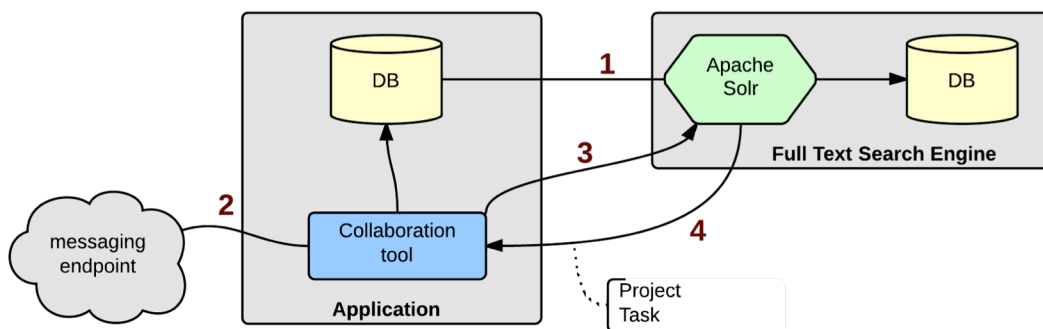 DB
1
Apache
Solr
DB
3
Full Text Search Engine
2
messaging
endpoint
Collaboration
tool
4
Application
Project
Task